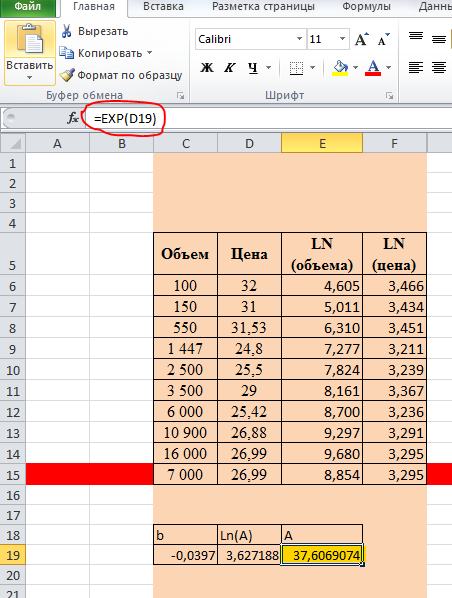 Файл Главная Вставка Разметка страницы Формулы Данны
Вырезать
Копировать
Формат по образцу
Вставить
Буфер обмена
Calibri 11 A A
Ж К Ч А
Шрифт
fx =EXP(D19)
A B C D E F
1
2
3
4
5 Объем Цена LN (объема) LN (цена)
6 100 32 4,605 3,466
7 150 31 5,011 3,434
8 550 31,53 6,310 3,451
9 1 447 24,8 7,277 3,211
10 2 500 25,5 7,824 3,239
11 3 500 29 8,161 3,367
12 6 000 25,42 8,700 3,236
13 10 900 26,88 9,297 3,291
14 16 000 26,99 9,680 3,295
15 7 000 26,99 8,854 3,295
16
17
18 b Ln(A) A
19 -0,0397 3,627188 37,6069074
20
21